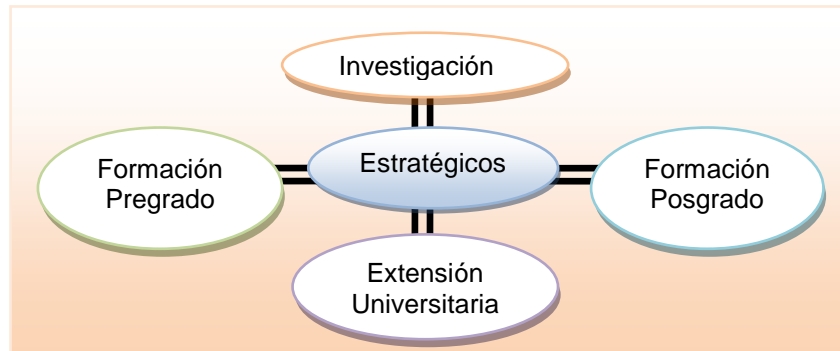 Investigación
Estratégicos
Formación
Pregrado
Formación
Posgrado
Extensión
Universitaria